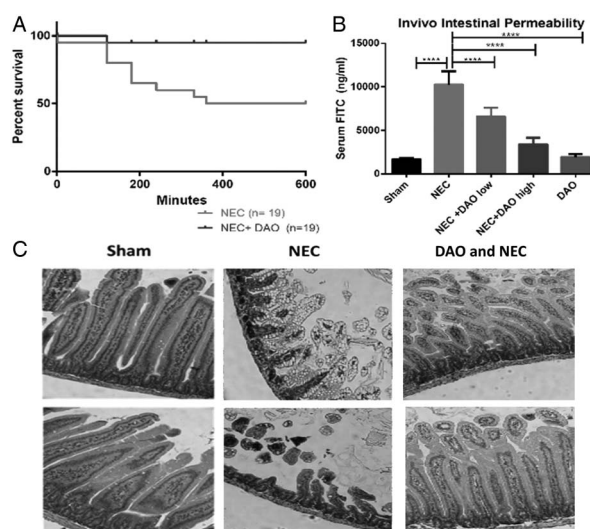 A
Percent survival
100
50
0
200
400
600
Minutes
NEC (n= 19)
NEC+ DAO (n=19)
B
Invivo Intestinal Permeability
Serum FITC (ng/ml)
15000
10000
5000
0
****
****
****
****
Sham
NEC
NEC +DAO low
NEC+DAO high
DAO
C
Sham
NEC
DAO and NEC